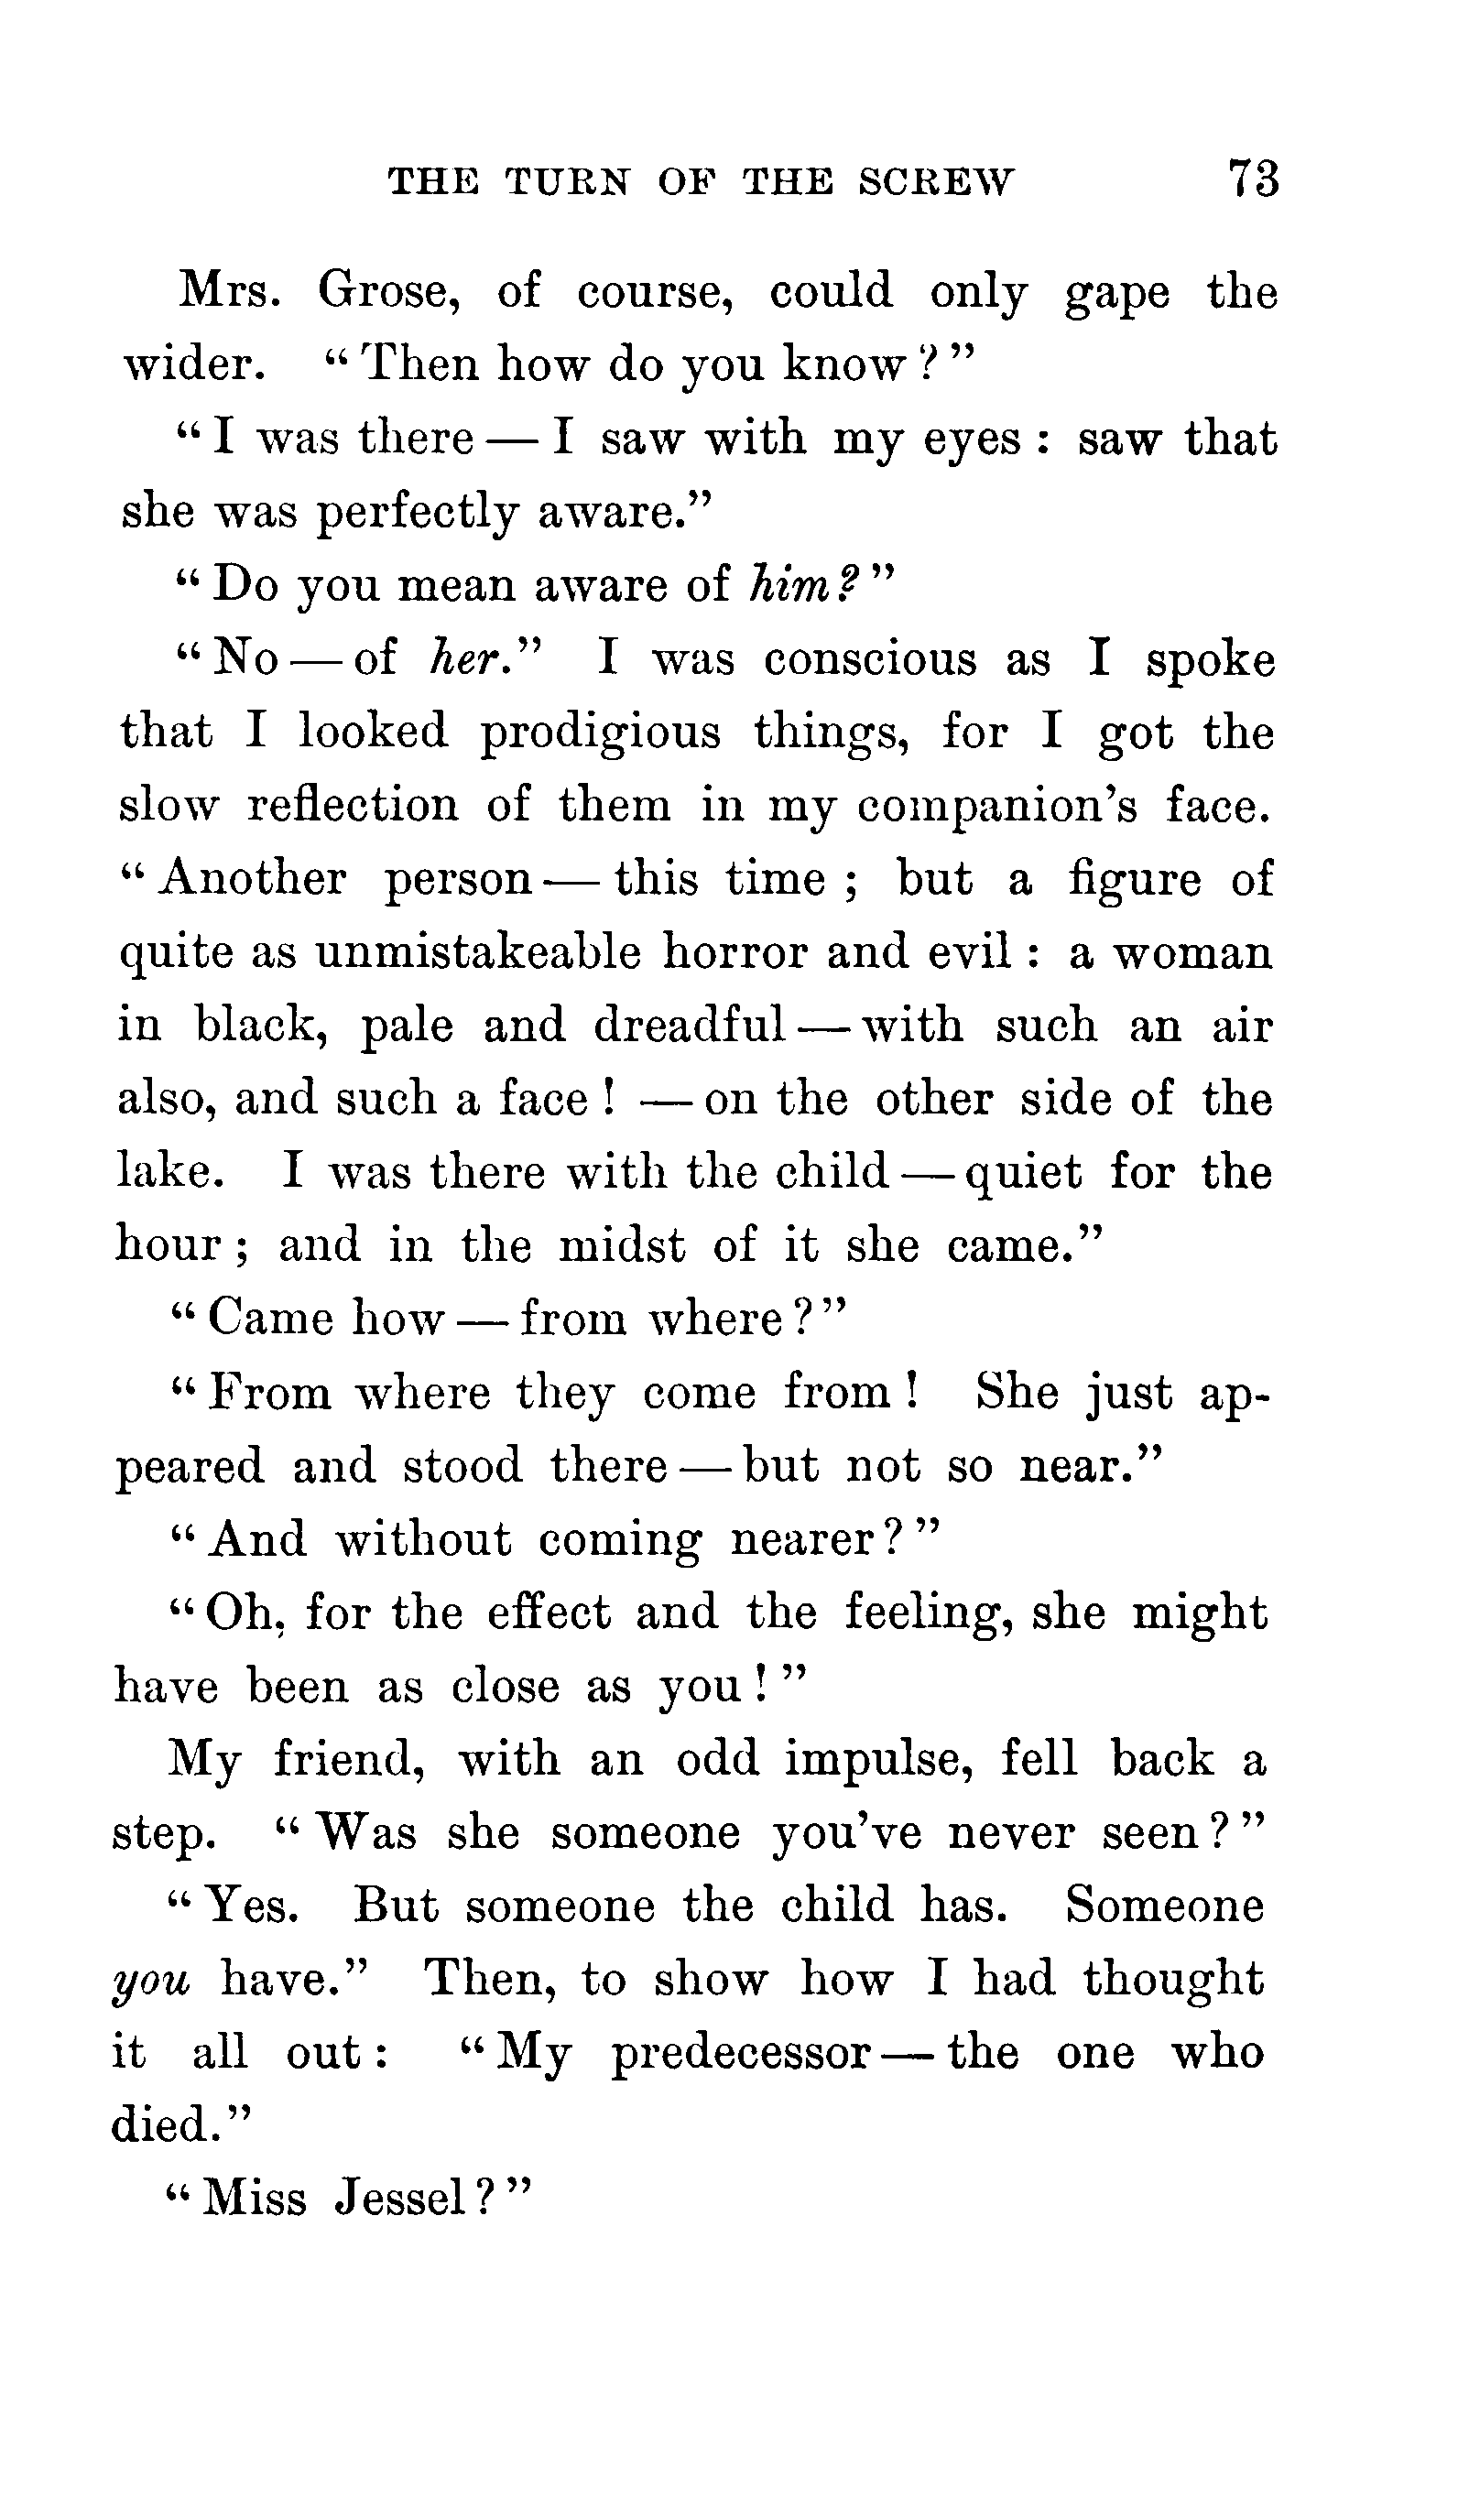 THE TURN OF THE SCREW 73
Mrs. Grose, of course, could only gape the
wider. “Then how do you know?”
“I was there — I saw with my eyes: saw that
she was perfectly aware.”
“Do you mean aware of him?”
“No — of her.” I was conscious as I spoke
that I looked prodigious things, for I got the
slow reflection of them in my companion’s face.
“Another person — this time; but a figure of
quite as unmistakeable horror and evil: a woman
in black, pale and dreadful — with such an air
also, and such a face! — on the other side of the
lake. I was there with the child — quiet for the
hour; and in the midst of it she came.”
“Came how — from where?”
“From where they come from! She just ap-
peared and stood there — but not so near.”
“And without coming nearer?”
“Oh, for the effect and the feeling, she might
have been as close as you!”
My friend, with an odd impulse, fell back a
step. “Was she someone you’ve never seen?”
“Yes. But someone the child has. Someone
you have.” Then, to show how I had thought
it all out: “My predecessor — the one who
died.”
“Miss Jessel?”